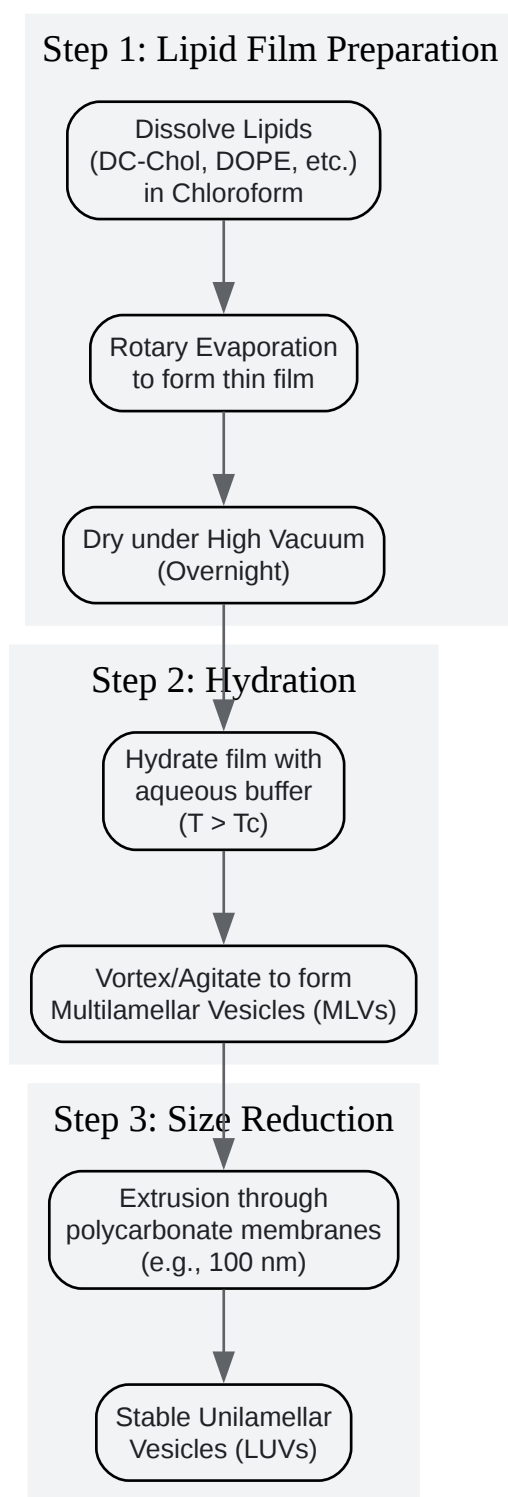 Step 1: Lipid Film Preparation
Dissolve Lipids
(DC-Chol, DOPE, etc.)
in Chloroform
Rotary Evaporation
to form thin film
Dry under High Vacuum
(Overnight)
Step 2: Hydration
Hydrate film with
aqueous buffer
(T > Tc)
Vortex/Agitate to form
Multilamellar Vesicles (MLVs)
Step 3: Size Reduction
Extrusion through
polycarbonate membranes
(e.g., 100 nm)
Stable Unilamellar
Vesicles (LUVs)